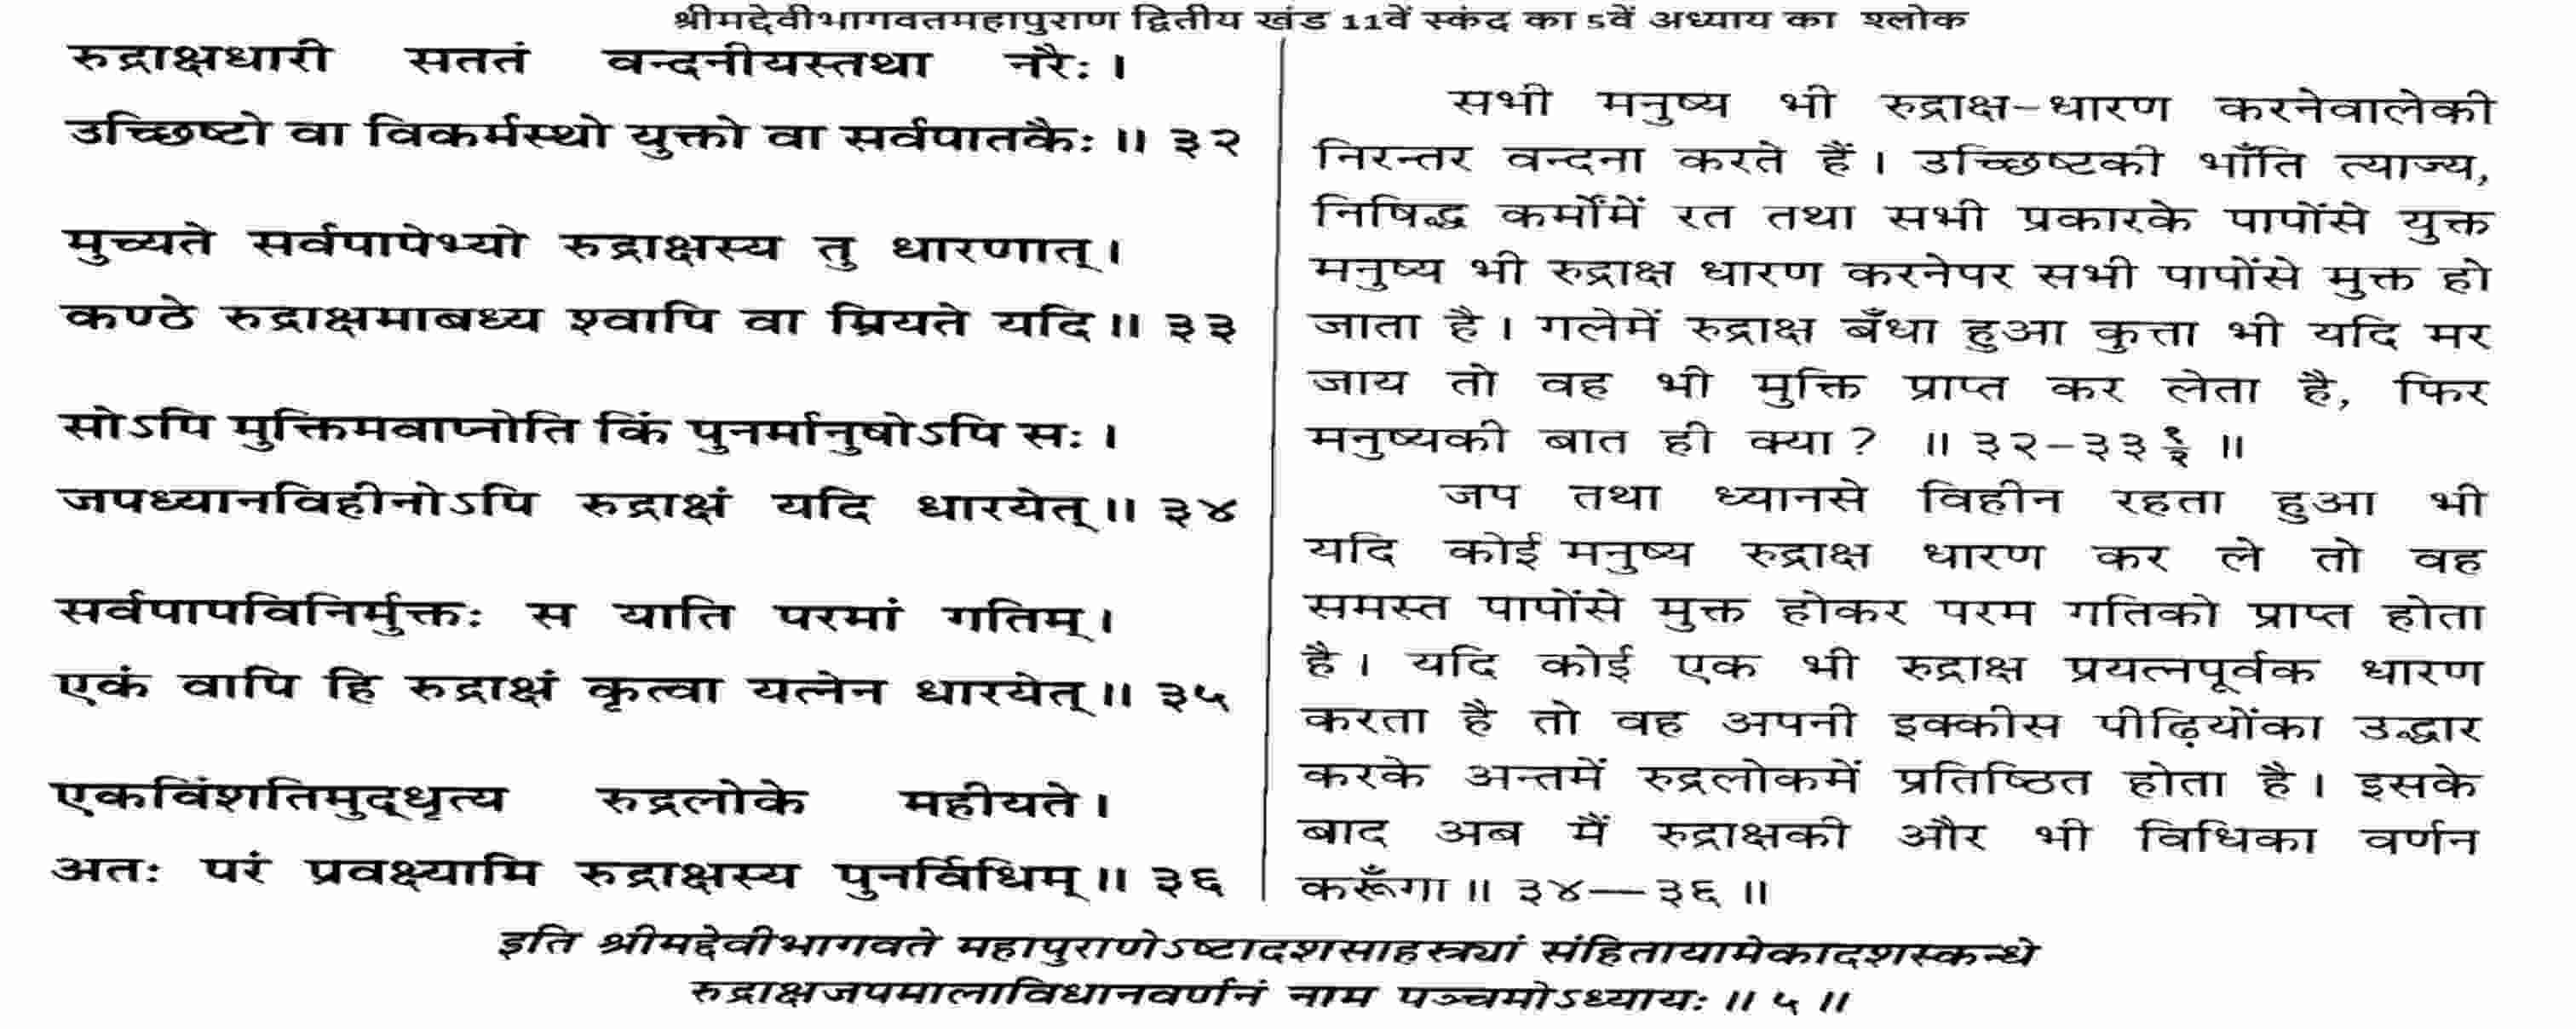 श्रीमद्देवीभागवतमहापुराण द्वितीय खंड 11वें स्कंद का 5वें अध्याय का श्लोक
रुद्राक्षधारी सततं वन्दनीयस्तथा नरैः ।
उच्छिष्टो वा विकर्मस्थो युक्तो वा सर्वपातकैः ॥ ३२
मुच्यते सर्वपापेभ्यो रुद्राक्षस्य तु धारणात् ।
कण्ठे रुद्राक्षमाबध्य श्वापि वा म्रियते यदि ॥ ३३
सोऽपि मुक्तिमवाप्नोति किं पुनर्मानुषोऽपि सः ।
जपध्यानविहीनोऽपि रुद्राक्षं यदि धारयेत् ॥ ३४
सर्वपापविनिर्मुक्तः स याति परमां गतिम् ।
एकं वापि हि रुद्राक्षं कृत्वा यत्नेन धारयेत् ॥ ३५
एकविंशतिमुद्धृत्य रुद्रलोके महीयते ।
अतः परं प्रवक्ष्यामि रुद्राक्षस्य पुनर्विधिम् ॥ ३६
सभी मनुष्य भी रुद्राक्ष-धारण करनेवालेकी
निरन्तर वन्दना करते हैं । उच्छिष्टकी भाँति त्याज्य,
निषिद्ध कर्मोंमें रत तथा सभी प्रकारके पापोंसे युक्त
मनुष्य भी रुद्राक्ष धारण करनेपर सभी पापोंसे मुक्त हो
जाता है । गलेमें रुद्राक्ष बँधा हुआ कुत्ता भी यदि मर
जाय तो वह भी मुक्ति प्राप्त कर लेता है, फिर
मनुष्यकी बात ही क्या ? ॥ ३२-३३ १/२ ॥
जप तथा ध्यानसे विहीन रहता हुआ भी
यदि कोई मनुष्य रुद्राक्ष धारण कर ले तो वह
समस्त पापोंसे मुक्त होकर परम गतिको प्राप्त होता
है । यदि कोई एक भी रुद्राक्ष प्रयत्नपूर्वक धारण
करता है तो वह अपनी इक्कीस पीढ़ियोंका उद्धार
करके अन्तमें रुद्रलोकमें प्रतिष्ठित होता है । इसके
बाद अब मैं रुद्राक्षकी और भी विधिका वर्णन
करूँगा ॥ ३४—३६ ॥
इति श्रीमद्देवीभागवते महापुराणेऽष्टादशसाहस्त्र्यां संहितायामेकादशस्कन्धे
रुद्राक्षजपमालाविधानवर्णनं नाम पञ्चमोऽध्यायः ॥ ५ ॥